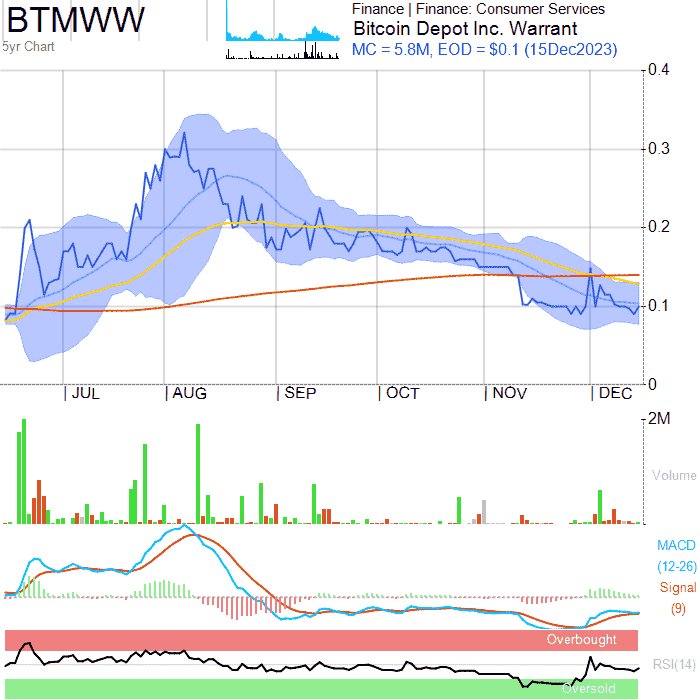 BTMWW
5yr Chart
Finance | Finance: Consumer Services
Bitcoin Depot Inc. Warrant
MC = 5.8M, EOD = $0.1 (15Dec2023)
0.4
0.3
0.2
0.1
0
JUL AUG SEP OCT NOV DEC
2M
Volume
MACD
(12-26)
Signal
(9)
Overbought
RSI(14)
Oversold